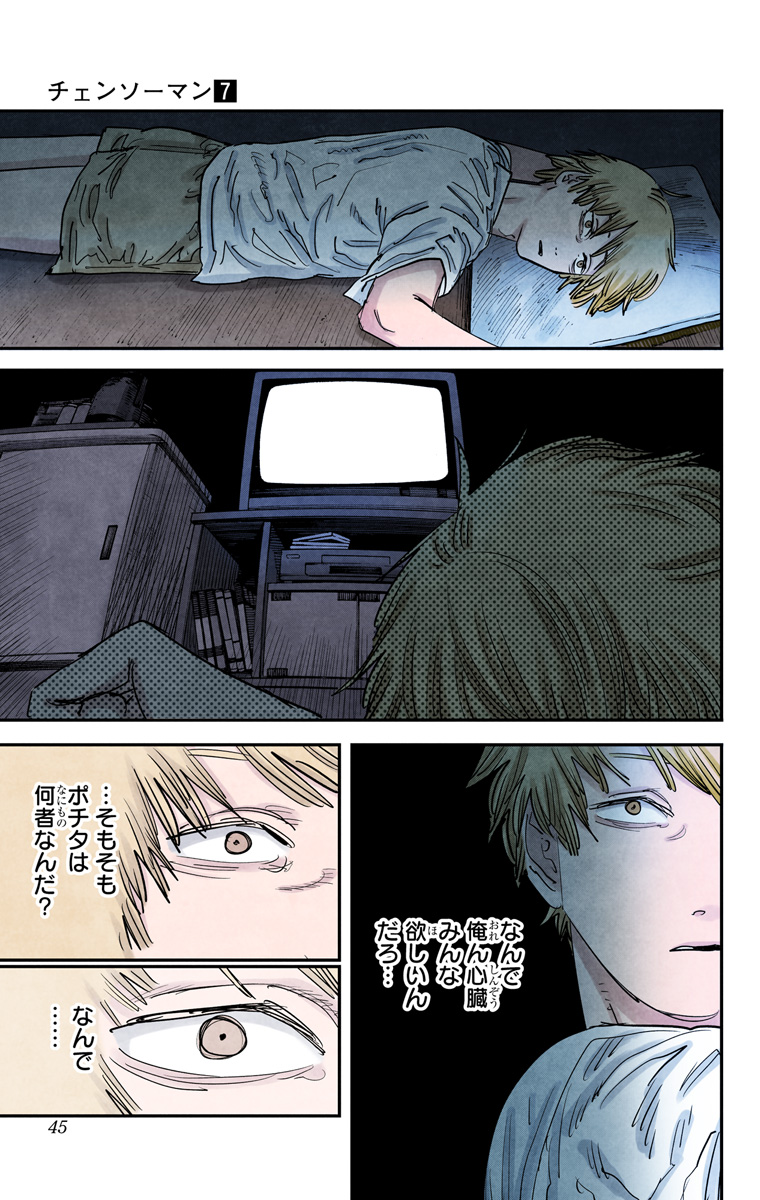 チェンソーマン7
なんで
俺ん心臓
みんな
欲しいん
だろ…
…そもそも
ポチタは
何者なんだ？
なんで
……
45